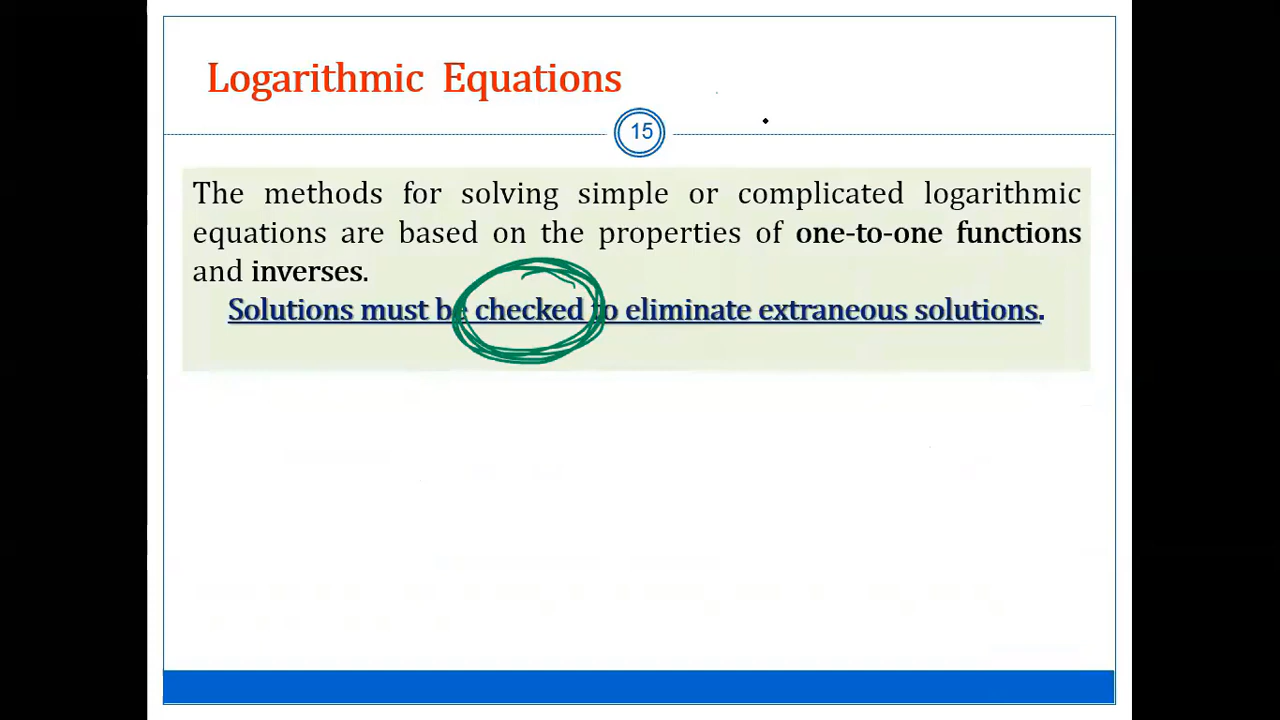 Logarithmic Equations
15
The methods for solving simple or complicated logarithmic
equations are based on the properties of one-to-one functions
and inverses.
Solutions must be checked to eliminate extraneous solutions.